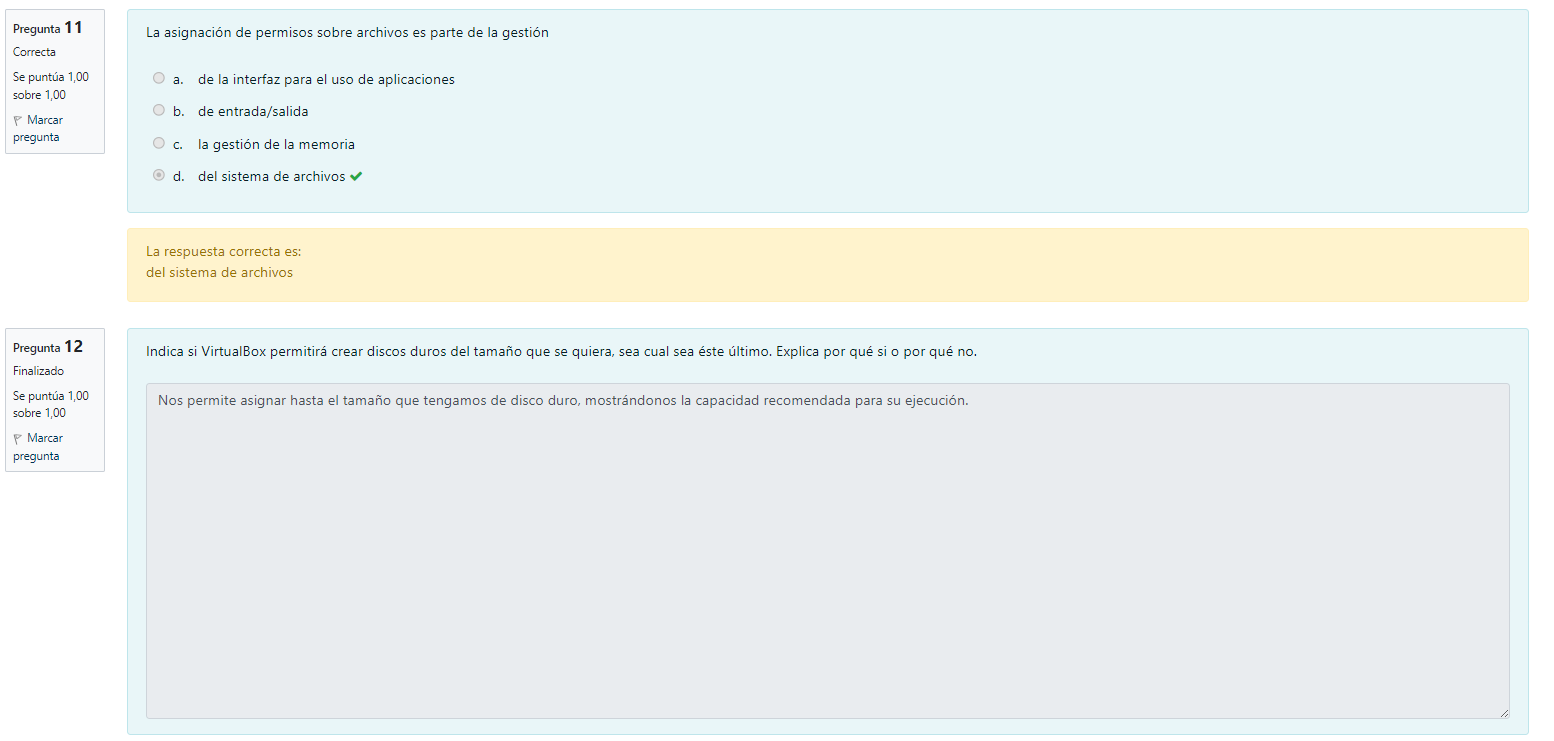 Pregunta 11
Correcta
Se puntúa 1,00
sobre 1,00
Marcar
pregunta
La asignación de permisos sobre archivos es parte de la gestión
a. de la interfaz para el uso de aplicaciones
b. de entrada/salida
c. la gestión de la memoria
d. del sistema de archivos
La respuesta correcta es:
del sistema de archivos
Pregunta 12
Finalizado
Se puntúa 1,00
sobre 1,00
Marcar
pregunta
Indica si VirtualBox permitirá crear discos duros del tamaño que se quiera, sea cual sea éste último. Explica por qué si o por qué no.
Nos permite asignar hasta el tamaño que tengamos de disco duro, mostrándonos la capacidad recomendada para su ejecución.